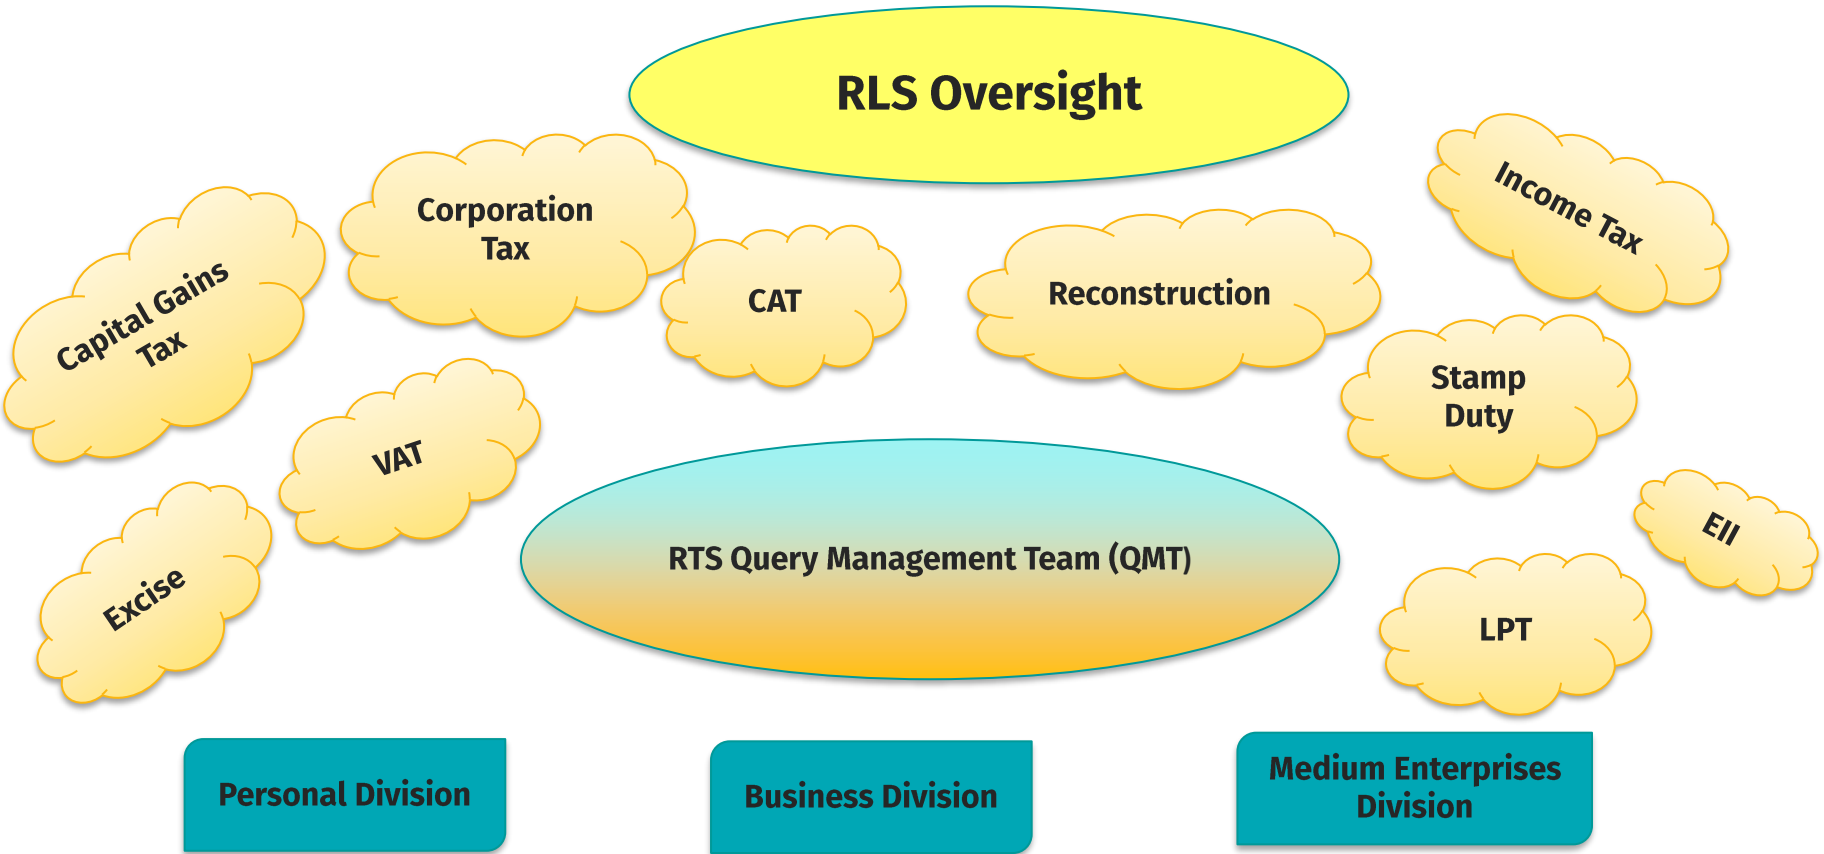 RLS Oversight
Corporation
Tax
Income Tax
Capital Gains
Tax
CAT
Reconstruction
Stamp
Duty
VAT
EII
Excise
RTS Query Management Team (QMT)
LPT
Personal Division
Business Division
Medium Enterprises
Division